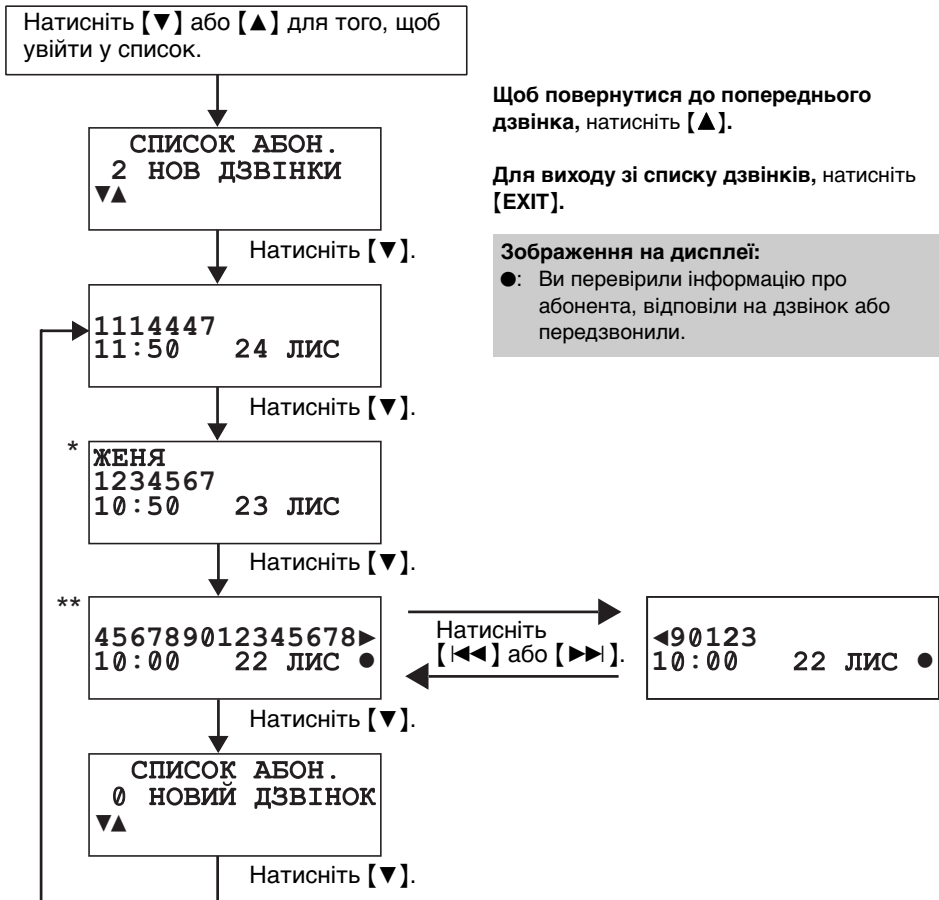 Натисніть【▼】або【▲】для того, щоб
увійти у список.
СПИСОК АБОН.
2 НОВ ДЗВІНКИ
▼▲
Натисніть【▼】.
1114447
11:50 24 ЛИС
Натисніть【▼】.
*
ЖЕНЯ
1234567
10:50 23 ЛИС
Натисніть【▼】.
**
456789012345678▶
10:00 22 ЛИС ●
Натисніть
【⏮】або【⏭】.
◀90123
10:00 22 ЛИС ●
Натисніть【▼】.
СПИСОК АБОН.
0 НОВИЙ ДЗВІНОК
▼▲
Натисніть【▼】.
Щоб повернутися до попереднього
дзвінка, натисніть【▲】.
Для виходу зі списку дзвінків, натисніть
【EXIT】.
Зображення на дисплеї:
●: Ви перевірили інформацію про
абонента, відповіли на дзвінок або
передзвонили.